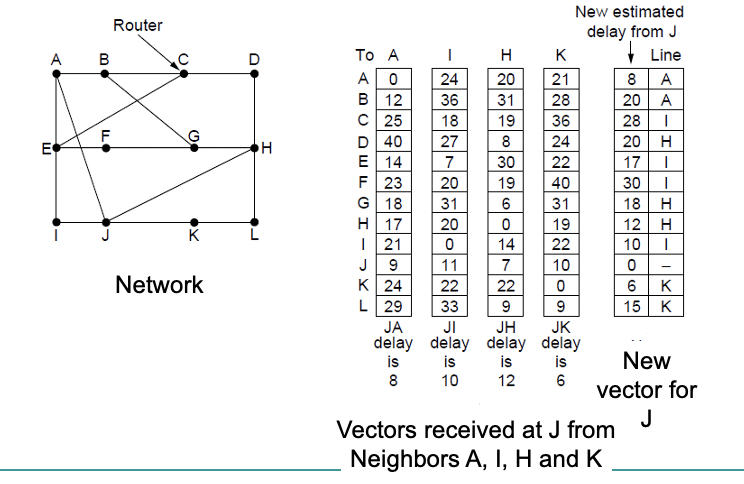 New estimated
delay from J
Router
A B C D
To A I H K Line
A 0 24 20 21 8 A
B 12 36 31 28 20 A
C 25 18 19 36 28 I
D 40 27 8 24 20 H
E 14 7 30 22 17 I
F 23 20 19 40 30 I
G 18 31 6 31 18 H
H 17 20 0 19 12 H
I 21 0 14 22 10 I
J 9 11 7 10 0 –
K 24 22 22 0 6 K
L 29 33 9 9 15 K
E F G H
I J K L
Network
JA JI JH JK
delay delay delay delay
is is is is
8 10 12 6
New
vector for
J
Vectors received at J from
Neighbors A, I, H and K